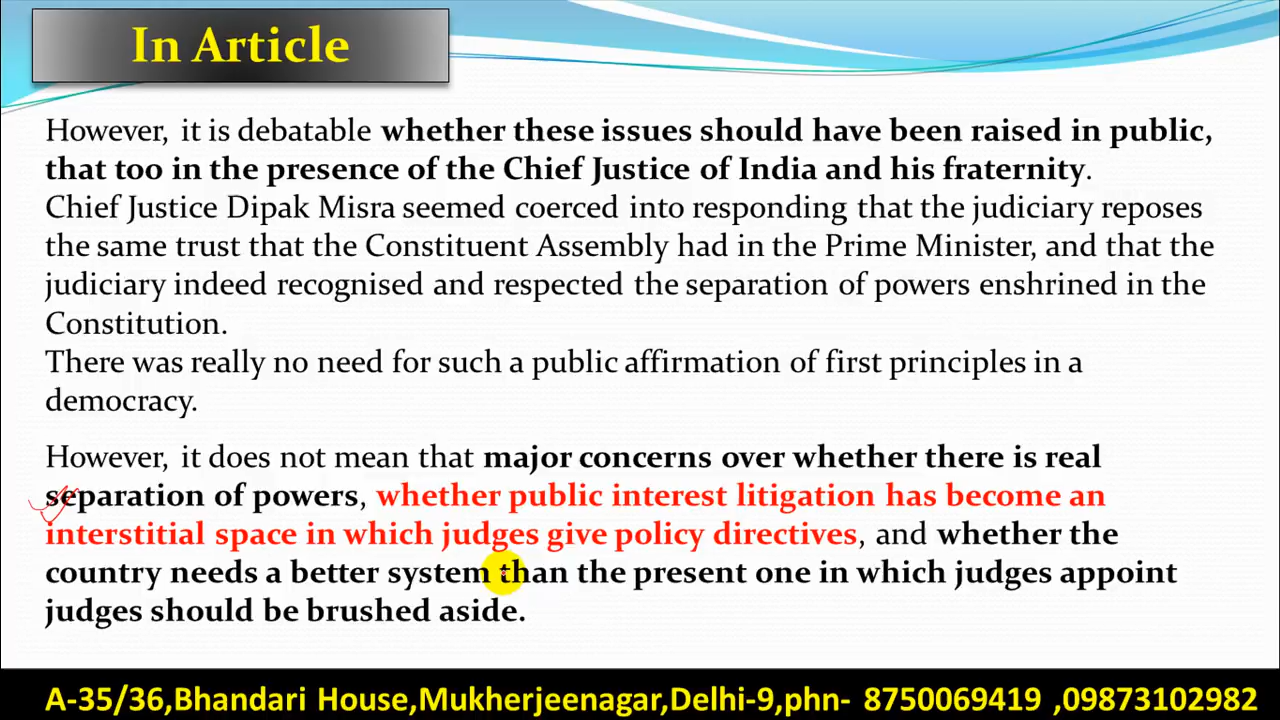 In Article
However, it is debatable whether these issues should have been raised in public,
that too in the presence of the Chief Justice of India and his fraternity.
Chief Justice Dipak Misra seemed coerced into responding that the judiciary reposes
the same trust that the Constituent Assembly had in the Prime Minister, and that the
judiciary indeed recognised and respected the separation of powers enshrined in the
Constitution.
There was really no need for such a public affirmation of first principles in a
democracy.
However, it does not mean that major concerns over whether there is real
separation of powers, whether public interest litigation has become an
interstitial space in which judges give policy directives, and whether the
country needs a better system than the present one in which judges appoint
judges should be brushed aside.
A-35/36,Bhandari House,Mukherjeenagar,Delhi-9,phn- 8750069419 ,09873102982